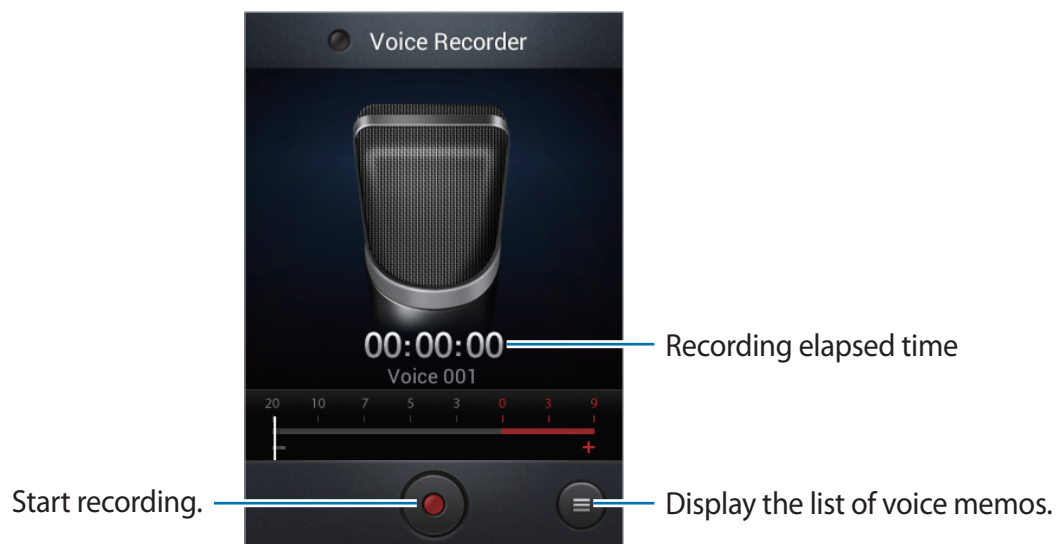 Voice Recorder
00:00:00
Recording elapsed time
Voice 001
20 10 7 5 3 0 3 9
- +
Start recording.
Display the list of voice memos.